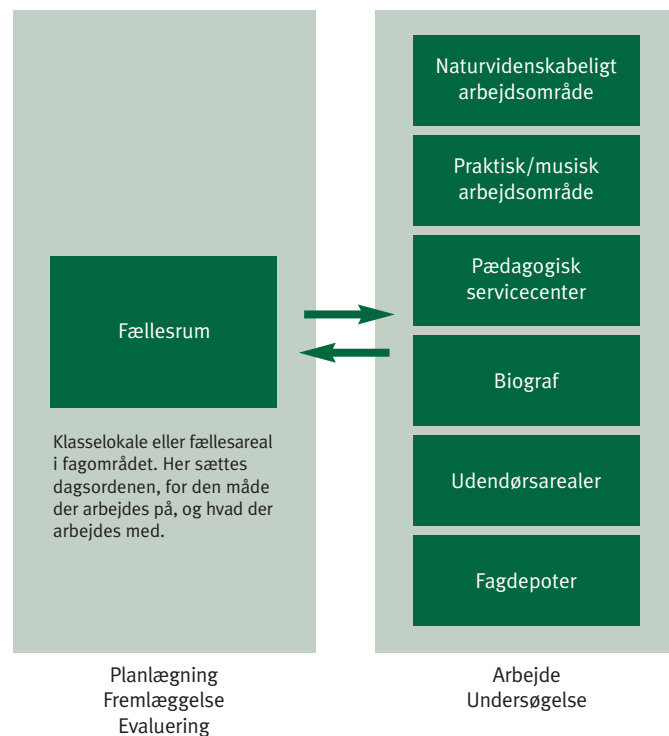 Fællesrum
Klasselokale eller fællesareal
i fagområdet. Her sættes
dagsordenen, for den måde
der arbejdes på, og hvad der
arbejdes med.
Planlægning
Fremlæggelse
Evaluering
Naturvidenskabeligt
arbejdsområde
Praktisk/musisk
arbejdsområde
Pædagogisk
servicecenter
Biograf
Udendørsarealer
Fagdepoter
Arbejde
Undersøgelse